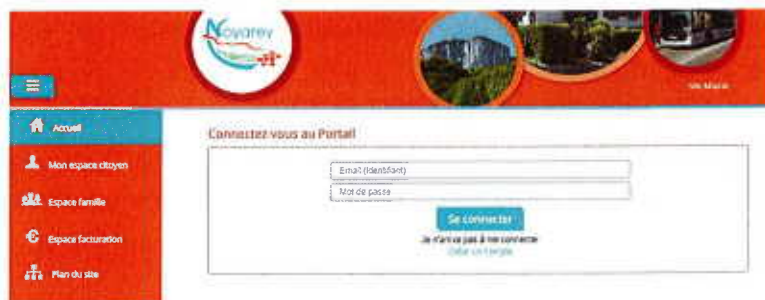 Novarey
Accueil
Mon espace citoyen
Espace famille
Espace facturation
Plan du site
Connectez-vous au Portail
Email (Identifiant)
Mot de passe
Se connecter
Je n'arrive pas à me connecter
Créer un compte